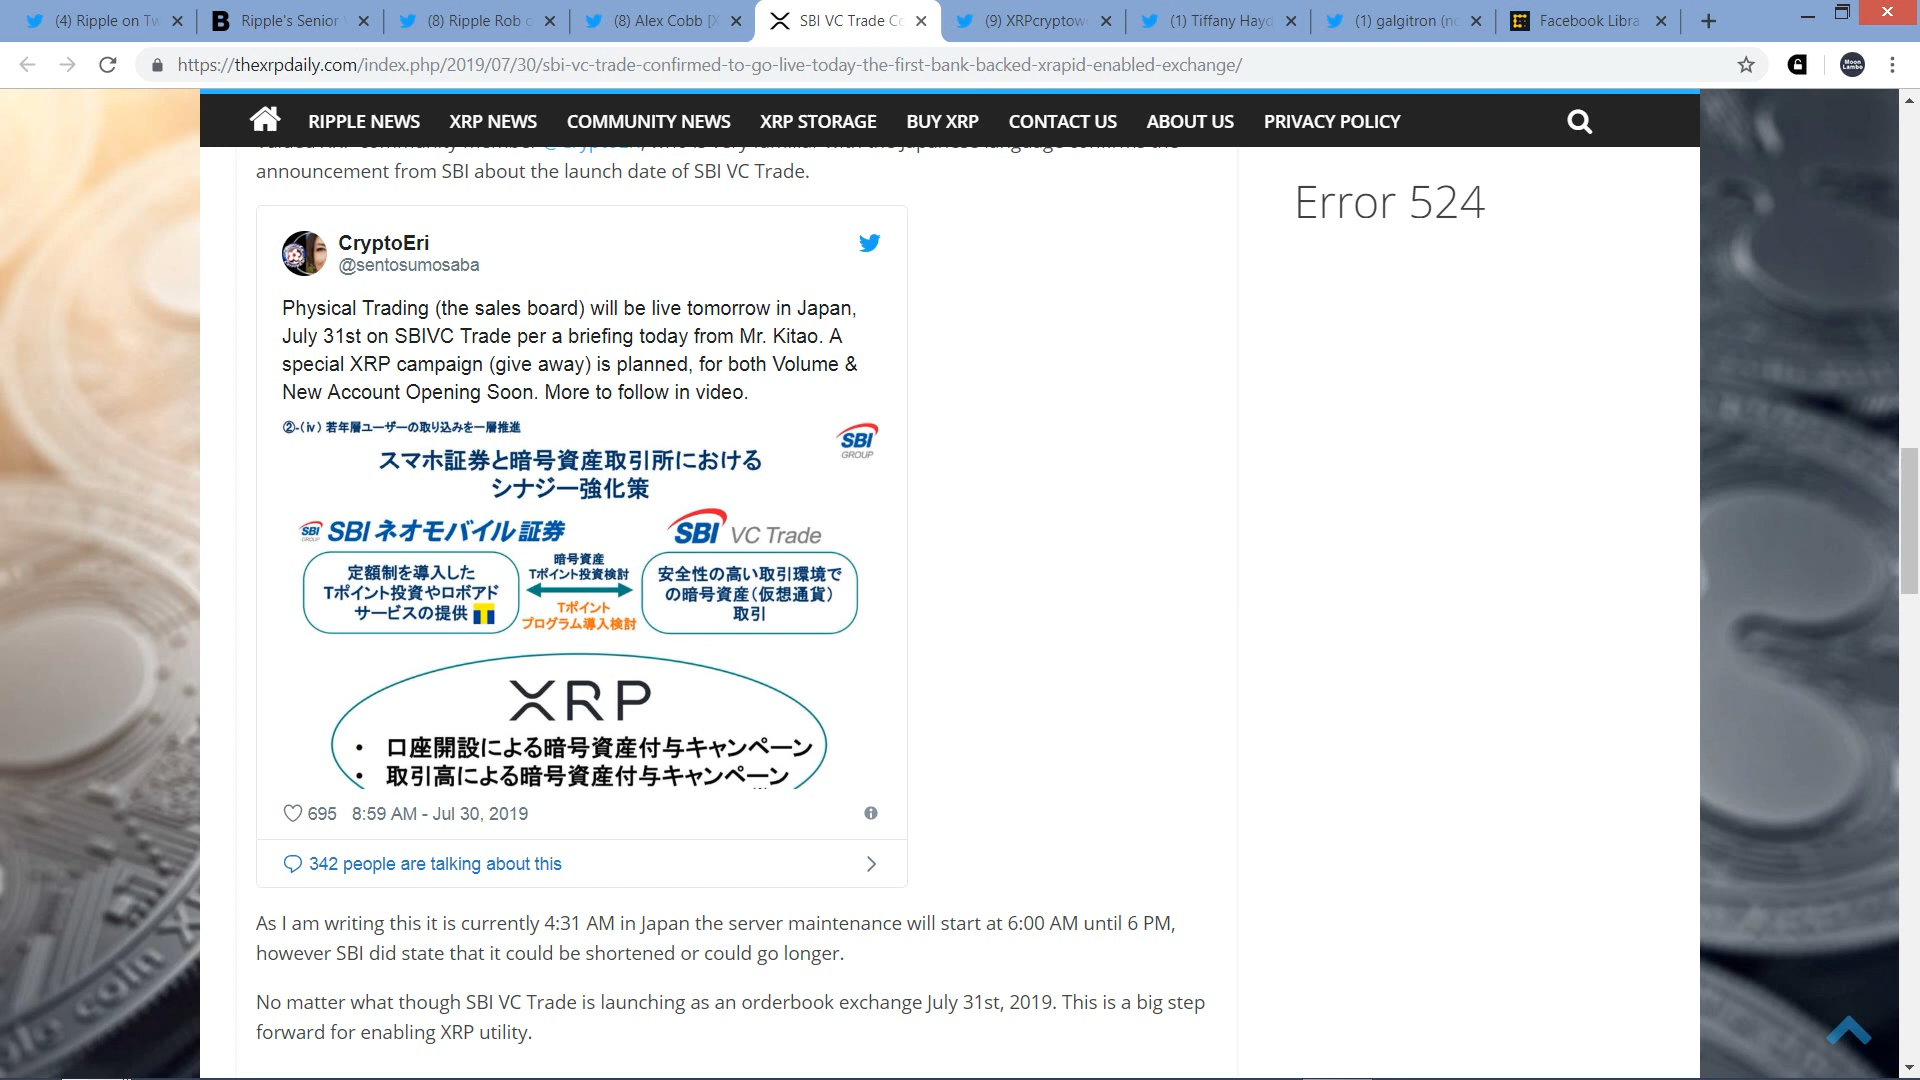 (4) Ripple on Tw
Ripple's Senior
(8) Ripple Rob
(8) Alex Cobb [X
SBI VC Trade Co
(9) XRPcryptow
(1) Tiffany Hayd
(1) galgitron (n
Facebook Libra
https://thexrpdaily.com/index.php/2019/07/30/sbi-vc-trade-confirmed-to-go-live-today-the-first-bank-backed-xrapid-enabled-exchange/
Moon Lambo
RIPPLE NEWS XRP NEWS COMMUNITY NEWS XRP STORAGE BUY XRP CONTACT US ABOUT US PRIVACY POLICY
announcement from SBI about the launch date of SBI VC Trade.
Error 524
CryptoEri
@sentosumosaba
Physical Trading (the sales board) will be live tomorrow in Japan,
July 31st on SBIVC Trade per a briefing today from Mr. Kitao. A
special XRP campaign (give away) is planned, for both Volume &
New Account Opening Soon. More to follow in video.
②-(ⅳ) 若年層ユーザーの取り込みを一層推進
SBI
GROUP
スマホ証券と暗号資産取引所における
シナジー強化策
SBI GROUP SBI ネオモバイル証券
SBI VC Trade
定額制を導入した
Tポイント投資やロボアド
サービスの提供
暗号資産
Tポイント投資検討
Tポイント
プログラム導入検討
安全性の高い取引環境で
の暗号資産（仮想通貨）
取引
XRP
• 口座開設による暗号資産付与キャンペーン
• 取引高による暗号資産付与キャンペーン
695 8:59 AM - Jul 30, 2019
342 people are talking about this
As I am writing this it is currently 4:31 AM in Japan the server maintenance will start at 6:00 AM until 6 PM,
however SBI did state that it could be shortened or could go longer.
No matter what though SBI VC Trade is launching as an orderbook exchange July 31st, 2019. This is a big step
forward for enabling XRP utility.